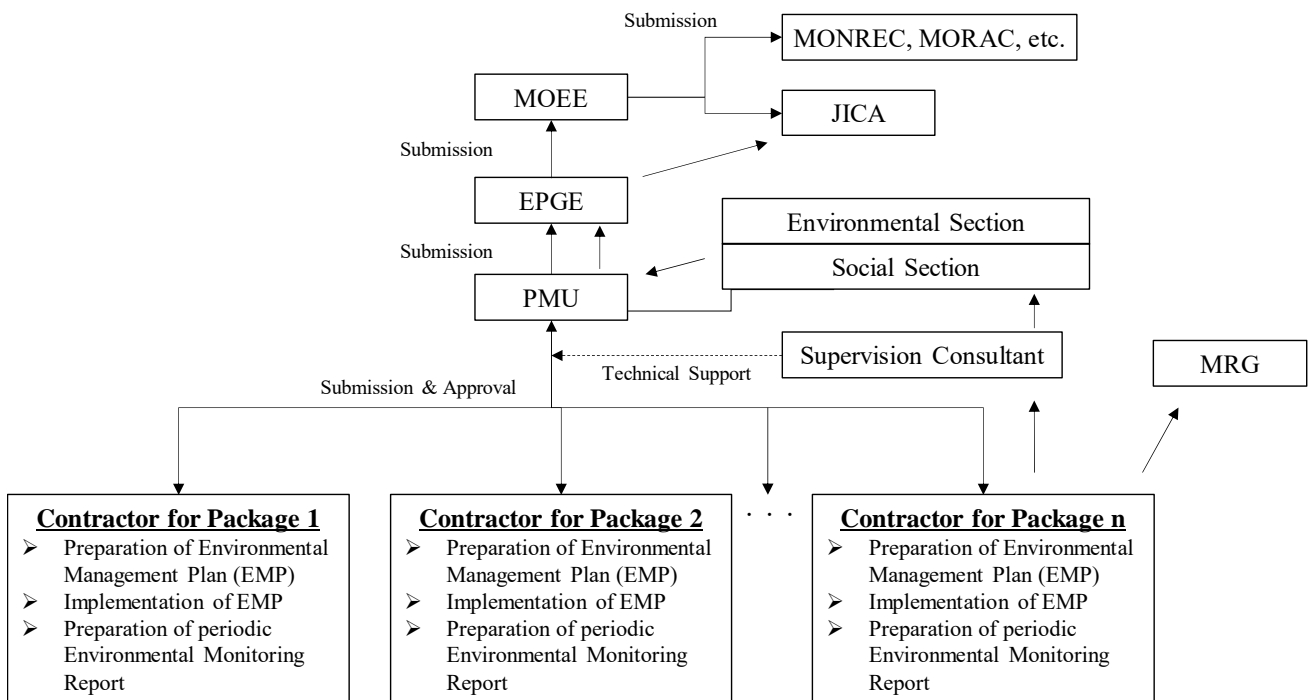 Submission
MONREC, MORAC, etc.
MOEE
JICA
Submission
EPGE
Environmental Section
Submission
Social Section
PMU
Supervision Consultant
MRG
Technical Support
Submission & Approval
Contractor for Package 1
➢ Preparation of Environmental
Management Plan (EMP)
➢ Implementation of EMP
➢ Preparation of periodic
Environmental Monitoring
Report
Contractor for Package 2
➢ Preparation of Environmental
Management Plan (EMP)
➢ Implementation of EMP
➢ Preparation of periodic
Environmental Monitoring
Report
· · ·
Contractor for Package n
➢ Preparation of Environmental
Management Plan (EMP)
➢ Implementation of EMP
➢ Preparation of periodic
Environmental Monitoring
Report